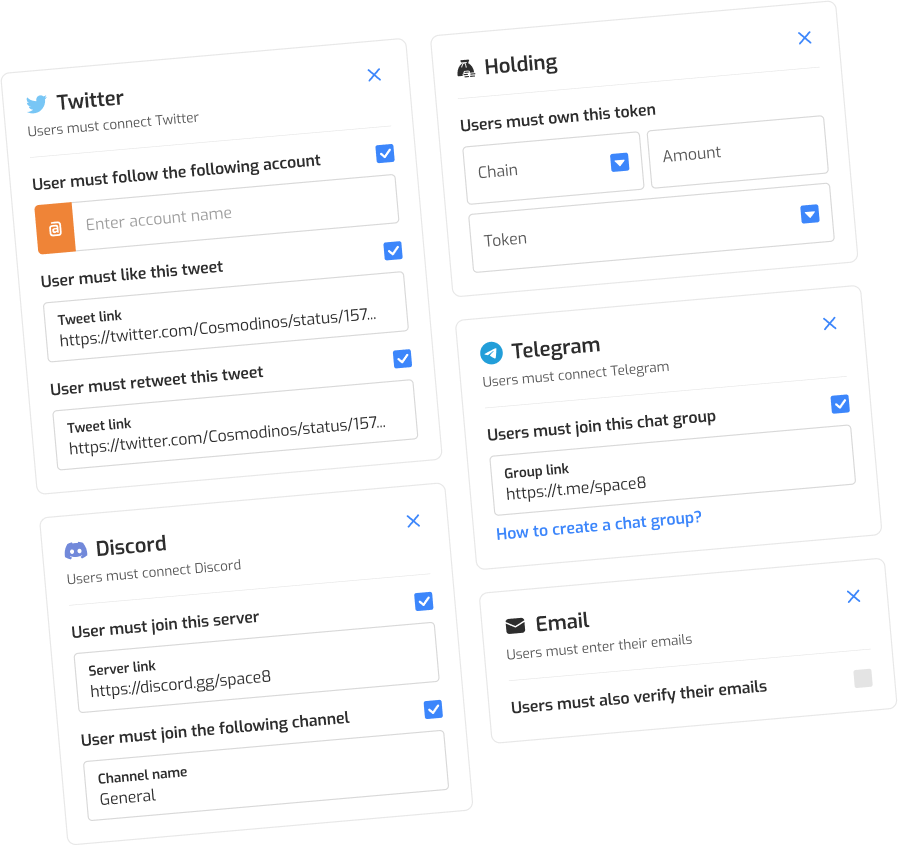 Twitter
Users must connect Twitter
User must follow the following account
@
Enter account name
User must like this tweet
Tweet link
https://twitter.com/Cosmodinos/status/157...
User must retweet this tweet
Tweet link
https://twitter.com/Cosmodinos/status/157...
Discord
Users must connect Discord
User must join this server
Server link
https://discord.gg/space8
User must join the following channel
Channel name
General
Holding
Users must own this token
Chain
Amount
Token
Telegram
Users must connect Telegram
Users must join this chat group
Group link
https://t.me/space8
How to create a chat group?
Email
Users must enter their emails
Users must also verify their emails